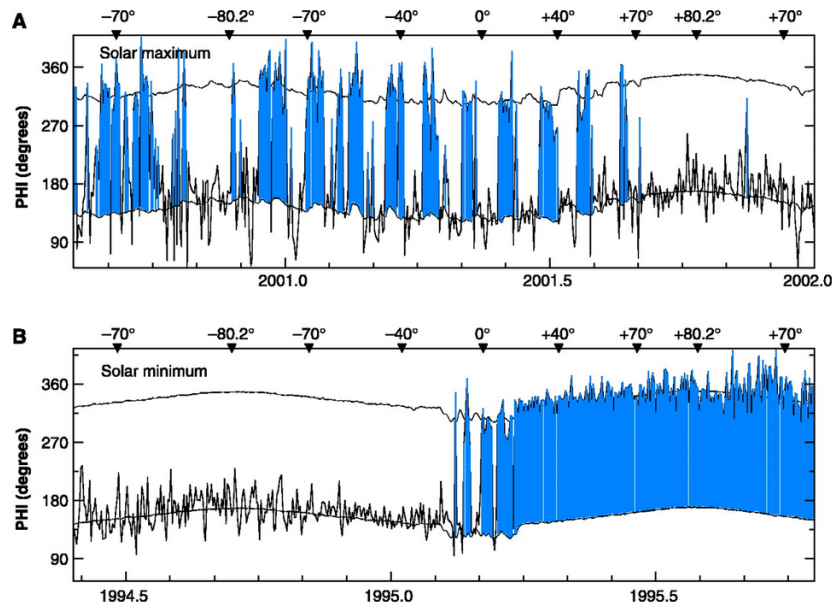 A
−70° −80.2° −70° −40° 0° +40° +70° +80.2° +70°
Solar maximum
PHI (degrees)
360
270
180
90
2001.0 2001.5 2002.0
B
−70° −80.2° −70° −40° 0° +40° +70° +80.2° +70°
Solar minimum
PHI (degrees)
360
270
180
90
1994.5 1995.0 1995.5